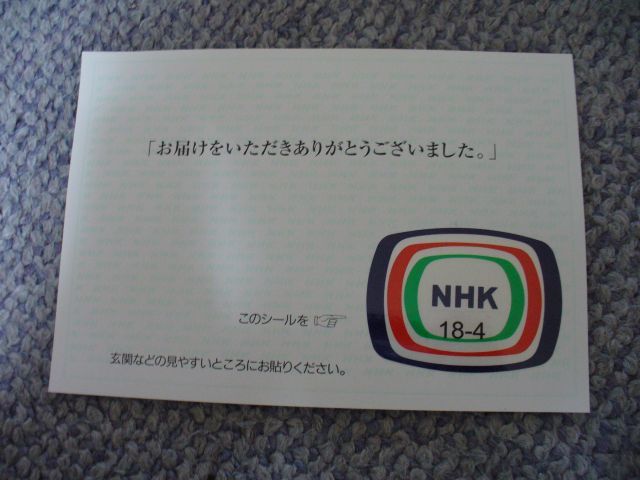 「お届けをいただきありがとうございました。」
このシールを
玄関などの見やすいところにお貼りください。
NHK
18-4